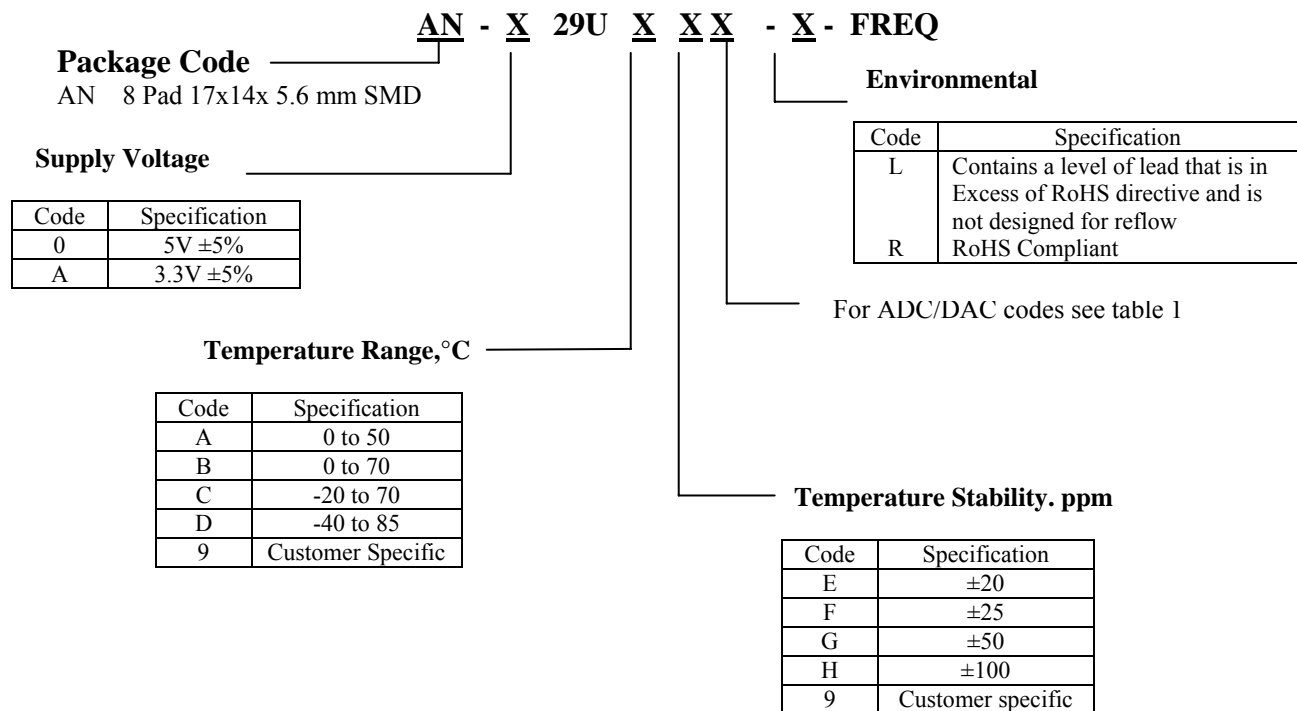 AN - X 29U X X X - X - FREQ
Package Code
AN 8 Pad 17x14x 5.6 mm SMD
Environmental
Code Specification
L Contains a level of lead that is in
Excess of RoHS directive and is
not designed for reflow
R RoHS Compliant
Supply Voltage
Code Specification
0 5V ±5%
A 3.3V ±5%
For ADC/DAC codes see table 1
Temperature Range,°C
Code Specification
A 0 to 50
B 0 to 70
C -20 to 70
D -40 to 85
9 Customer Specific
Temperature Stability. ppm
Code Specification
E ±20
F ±25
G ±50
H ±100
9 Customer specific